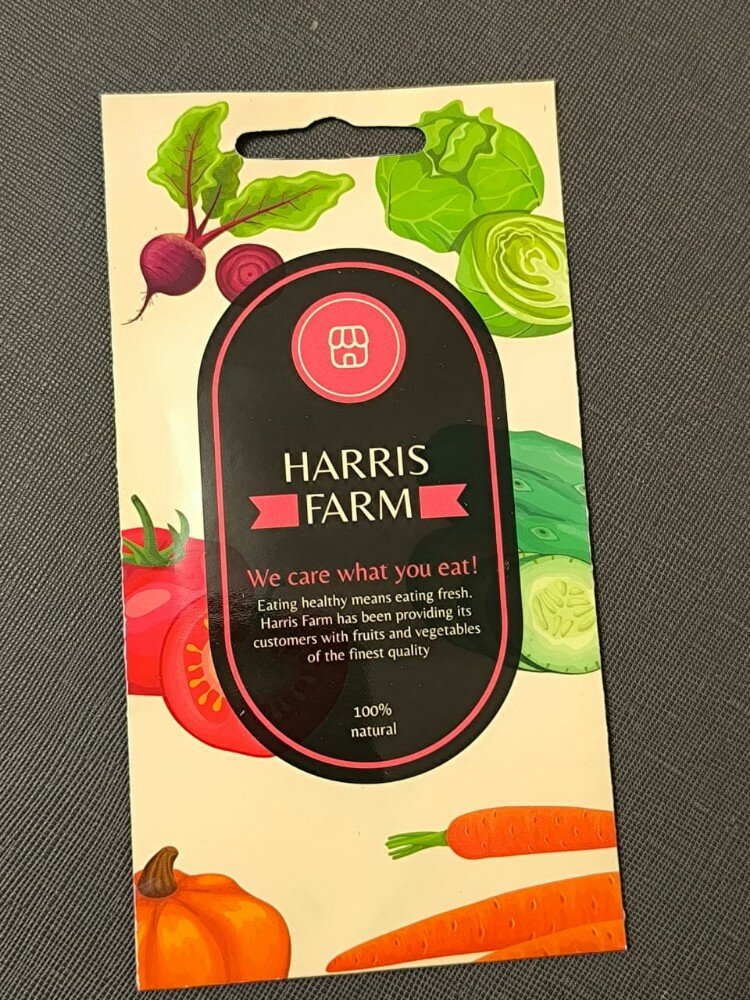 HARRIS
FARM
We care what you eat!
Eating healthy means eating fresh.
Harris Farm has been providing its
customers with fruits and vegetables
of the finest quality
100%
natural